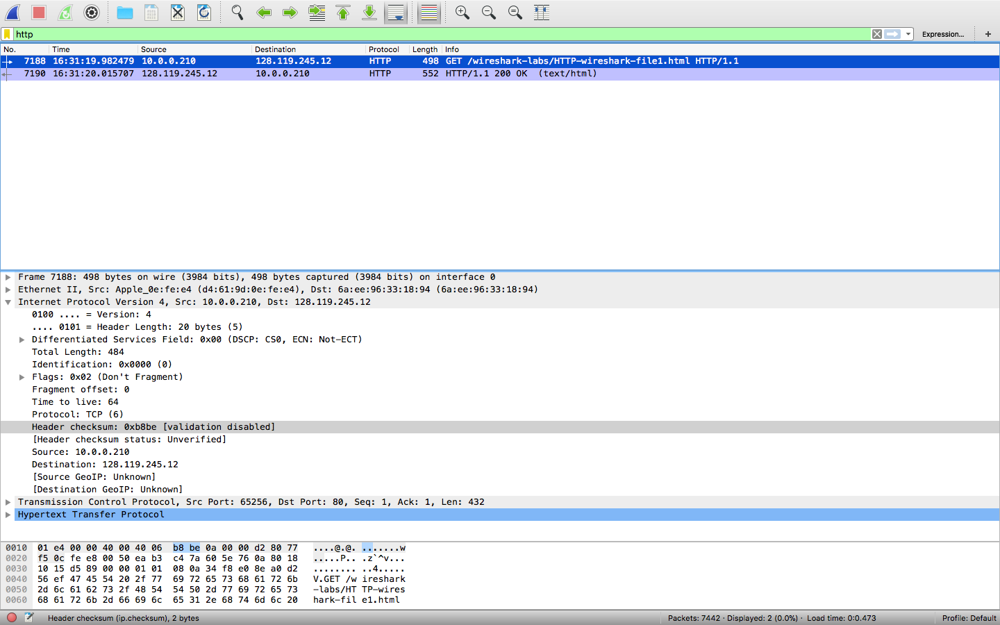 http
Expression...
+
No. Time Source Destination Protocol Length Info
7188 16:31:19.982479 10.0.0.210 128.119.245.12 HTTP 498 GET /wireshark-labs/HTTP-wireshark-file1.html HTTP/1.1
7190 16:31:20.015707 128.119.245.12 10.0.0.210 HTTP 552 HTTP/1.1 200 OK (text/html)
Frame 7188: 498 bytes on wire (3984 bits), 498 bytes captured (3984 bits) on interface 0
Ethernet II, Src: Apple_0e:fe:e4 (d4:61:9d:0e:fe:e4), Dst: 6a:ee:96:33:18:94 (6a:ee:96:33:18:94)
Internet Protocol Version 4, Src: 10.0.0.210, Dst: 128.119.245.12
0100 .... = Version: 4
.... 0101 = Header Length: 20 bytes (5)
Differentiated Services Field: 0x00 (DSCP: CS0, ECN: Not-ECT)
Total Length: 484
Identification: 0x0000 (0)
Flags: 0x02 (Don't Fragment)
Fragment offset: 0
Time to live: 64
Protocol: TCP (6)
Header checksum: 0xb8be [validation disabled]
[Header checksum status: Unverified]
Source: 10.0.0.210
Destination: 128.119.245.12
[Source GeoIP: Unknown]
[Destination GeoIP: Unknown]
Transmission Control Protocol, Src Port: 65256, Dst Port: 80, Seq: 1, Ack: 1, Len: 432
Hypertext Transfer Protocol
0010 01 e4 00 00 40 00 40 06 b8 be 0a 00 00 d2 80 77 ....@.@. .......w
0020 f5 0c fe e8 00 50 ea b3 c4 7a 60 5e 76 0a 80 18 .....P.. .z`^v...
0030 10 15 d5 89 00 00 01 01 08 0a 34 f8 e0 8e a0 d2 ........ ..4.....
0040 56 ef 47 45 54 20 2f 77 69 72 65 73 68 61 72 6b V.GET /w ireshark
0050 2d 6c 61 62 73 2f 48 54 54 50 2d 77 69 72 65 73 -labs/HT TP-wires
0060 68 61 72 6b 2d 66 69 6c 65 31 2e 68 74 6d 6c 20 hark-fil e1.html
Header checksum (ip.checksum), 2 bytes
Packets: 7442 · Displayed: 2 (0.0%) · Load time: 0:0.473
Profile: Default